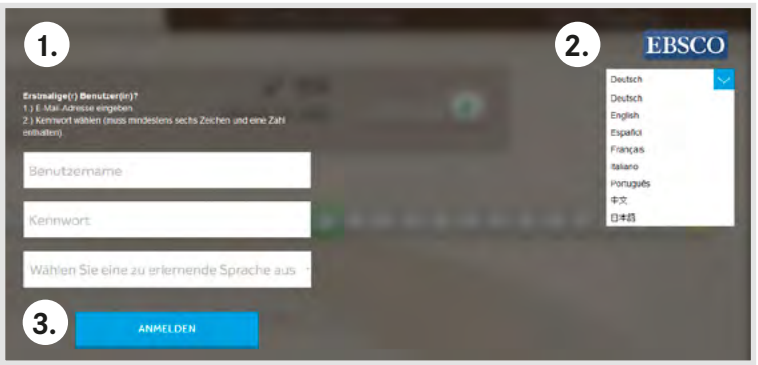 1.
Erstmalige(r) Benutzer(in)?
1.) E-Mail-Adresse eingeben.
2.) Kennwort wählen (muss mindestens sechs Zeichen und eine Zahl
enthalten).
Benutzername
Kennwort
Wählen Sie eine zu erlernende Sprache aus
3.
ANMELDEN
2.
EBSCO
Deutsch
Deutsch
English
Español
Français
Italiano
Português
中文
日本語